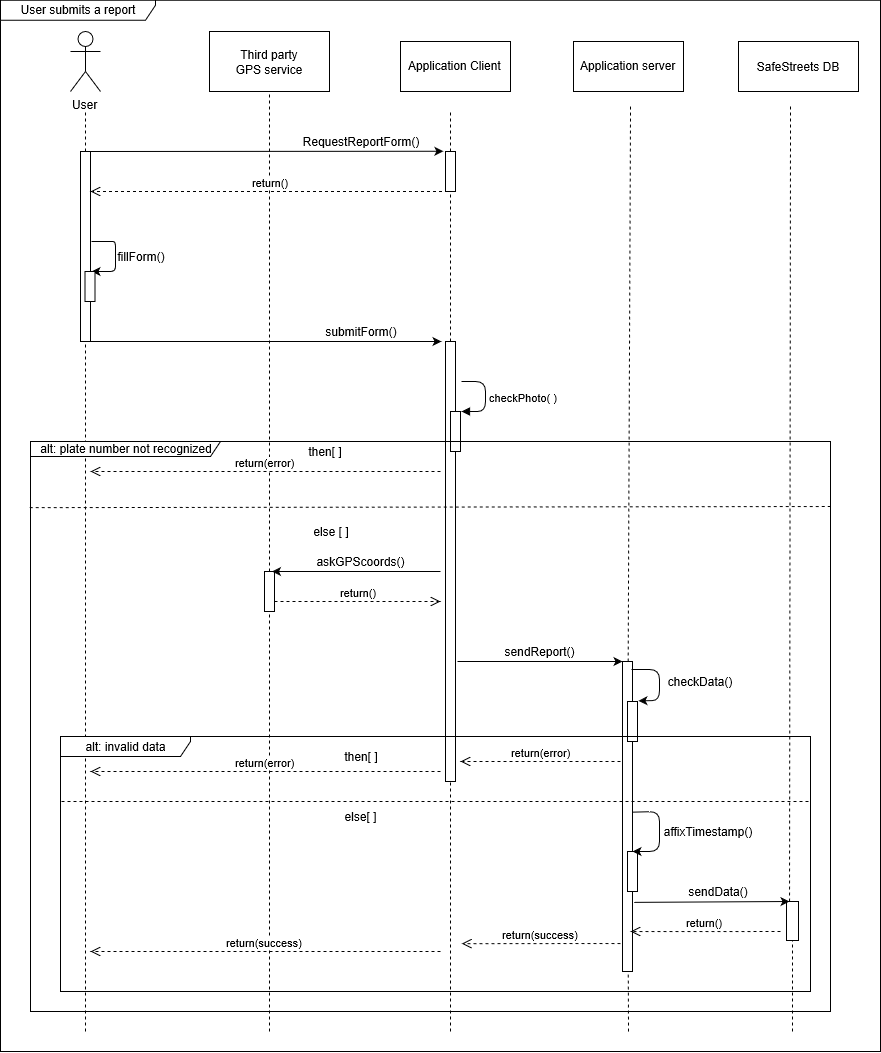 User submits a report
Third party
GPS service
Application Client
Application server
SafeStreets DB
User
RequestReportForm()
return()
fillForm()
submitForm()
checkPhoto( )
alt: plate number not recognized
then[ ]
return(error)
else [ ]
askGPScoords()
return()
sendReport()
checkData()
alt: invalid data
then[ ]
return(error)
return(error)
else[ ]
affixTimestamp()
sendData()
return()
return(success)
return(success)